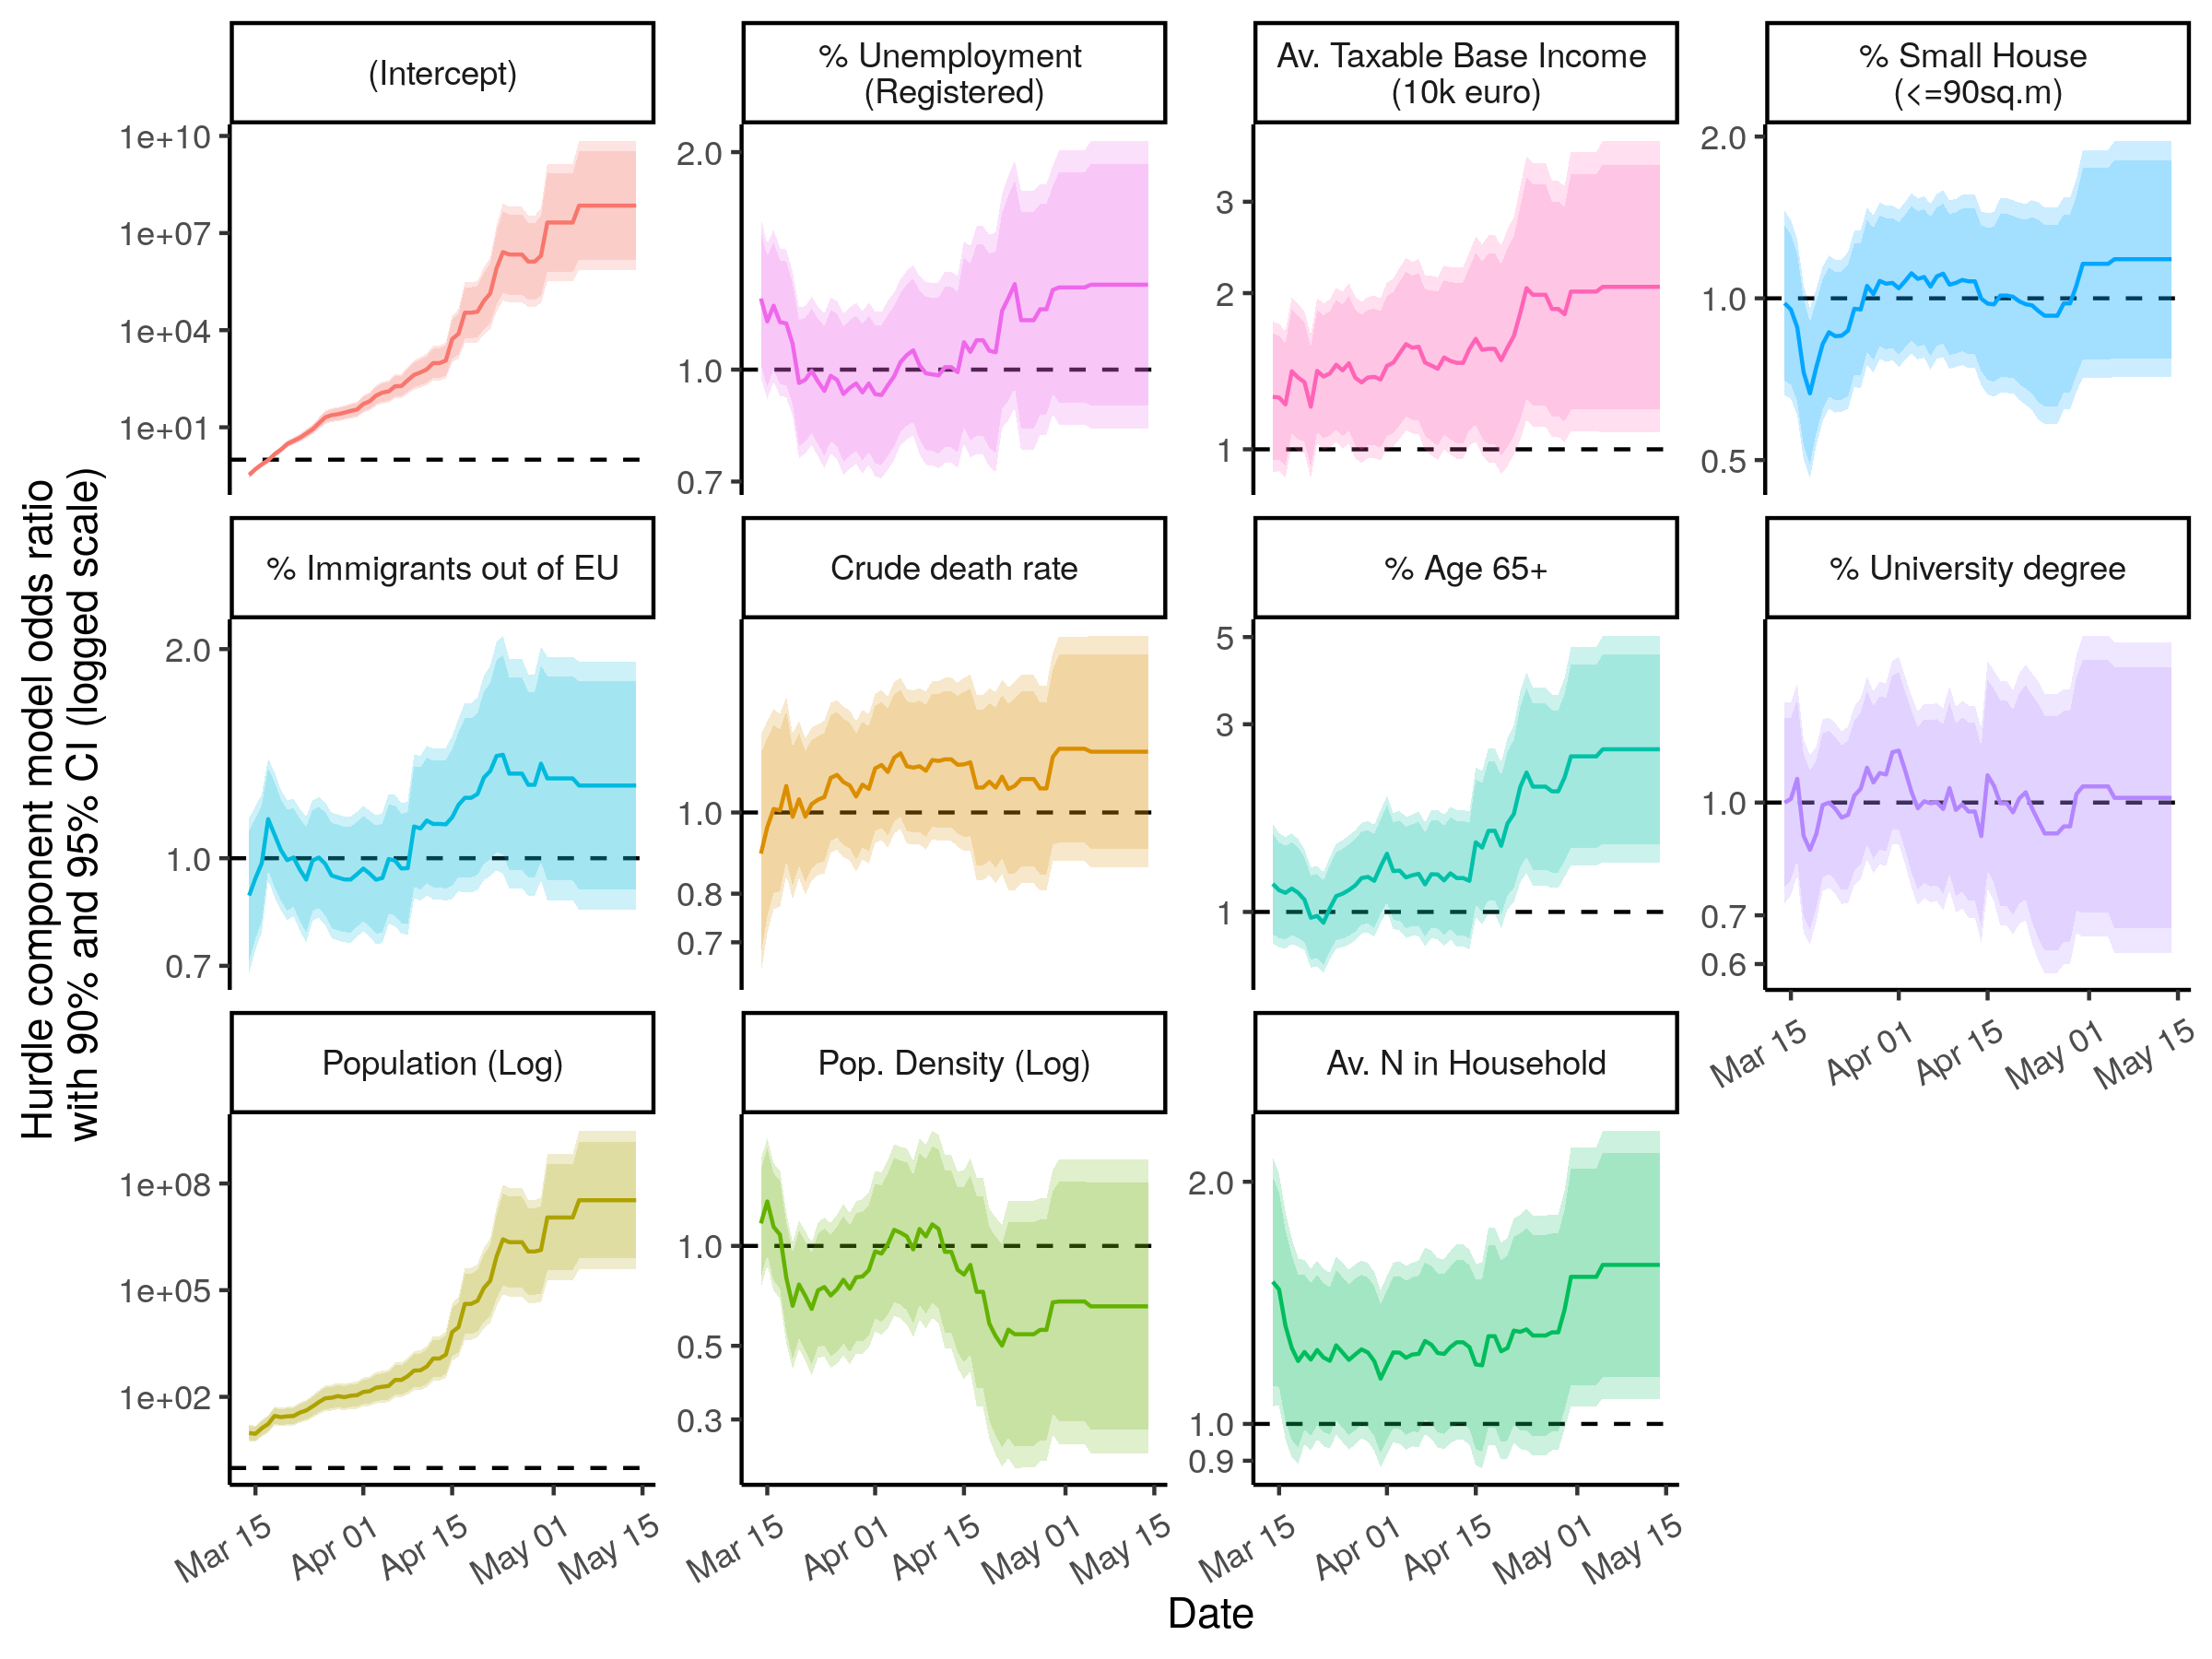 Hurdle component model odds ratio
with 90% and 95% CI (logged scale)
(Intercept)
1e+10
1e+07
1e+04
1e+01
% Unemployment
(Registered)
2.0
1.0
0.7
Av. Taxable Base Income
(10k euro)
3
2
1
% Small House
(<=90sq.m)
2.0
1.0
0.5
% Immigrants out of EU
2.0
1.0
0.7
Crude death rate
1.0
0.8
0.7
% Age 65+
5
3
1
% University degree
1.0
0.7
0.6
Mar 15
Apr 01
Apr 15
May 01
May 15
Population (Log)
1e+08
1e+05
1e+02
Mar 15
Apr 01
Apr 15
May 01
May 15
Pop. Density (Log)
1.0
0.5
0.3
Mar 15
Apr 01
Apr 15
May 01
May 15
Av. N in Household
2.0
1.0
0.9
Mar 15
Apr 01
Apr 15
May 01
May 15
Date